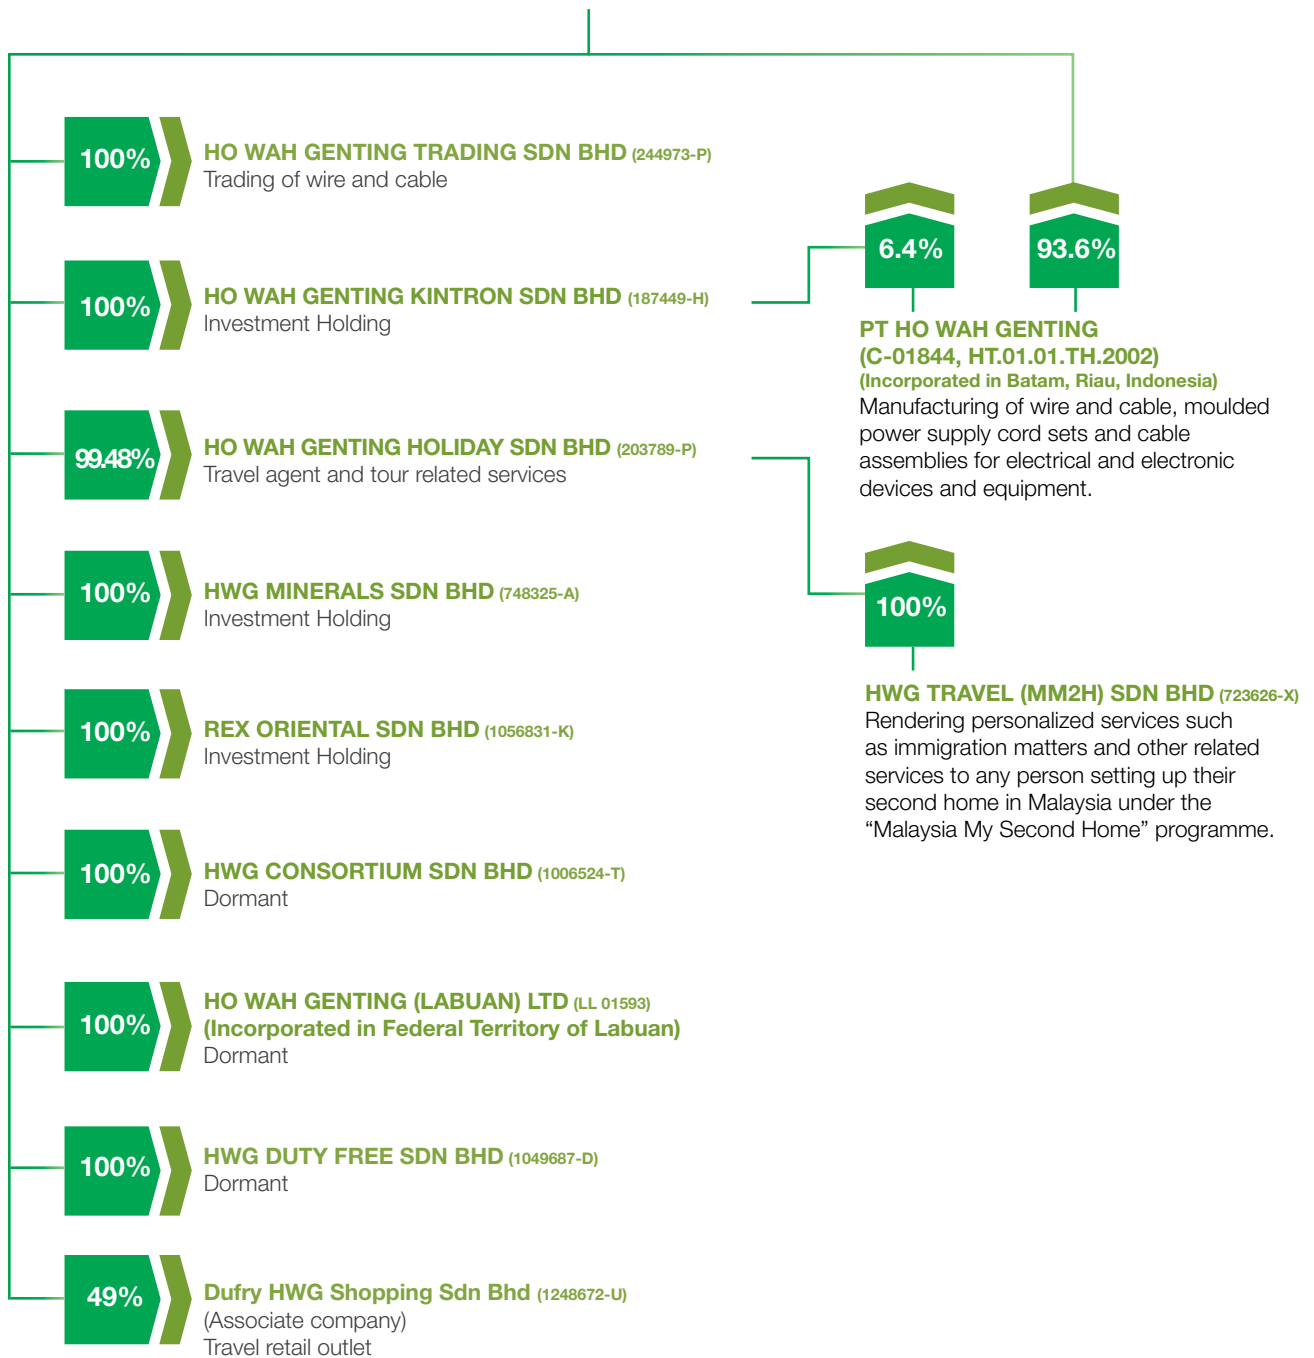 100%
HO WAH GENTING TRADING SDN BHD (244973-P)
Trading of wire and cable
100%
HO WAH GENTING KINTRON SDN BHD (187449-H)
Investment Holding
99.48%
HO WAH GENTING HOLIDAY SDN BHD (203789-P)
Travel agent and tour related services
100%
HWG MINERALS SDN BHD (748325-A)
Investment Holding
100%
REX ORIENTAL SDN BHD (1056831-K)
Investment Holding
100%
HWG CONSORTIUM SDN BHD (1006524-T)
Dormant
100%
HO WAH GENTING (LABUAN) LTD (LL 01593)
(Incorporated in Federal Territory of Labuan)
Dormant
100%
HWG DUTY FREE SDN BHD (1049687-D)
Dormant
49%
Dufry HWG Shopping Sdn Bhd (1248672-U)
(Associate company)
Travel retail outlet
6.4%
93.6%
PT HO WAH GENTING
(C-01844, HT.01.01.TH.2002)
(Incorporated in Batam, Riau, Indonesia)
Manufacturing of wire and cable, moulded
power supply cord sets and cable
assemblies for electrical and electronic
devices and equipment.
100%
HWG TRAVEL (MM2H) SDN BHD (723626-X)
Rendering personalized services such
as immigration matters and other related
services to any person setting up their
second home in Malaysia under the
“Malaysia My Second Home” programme.